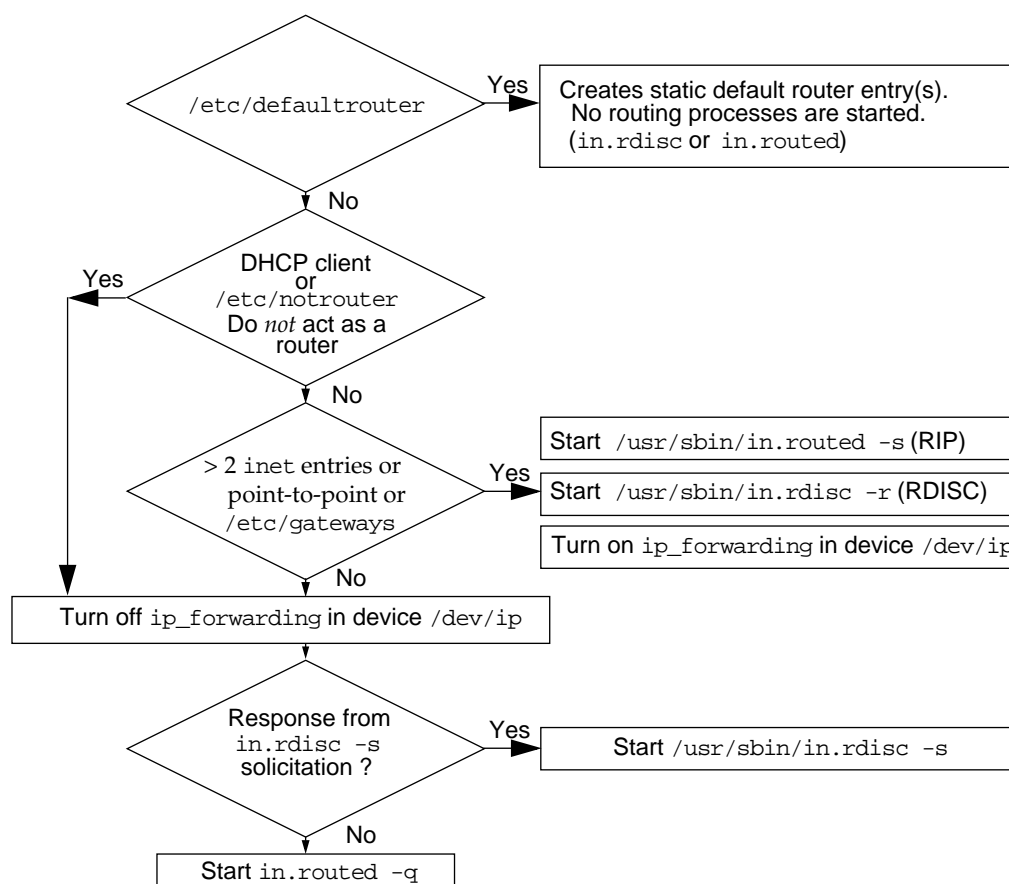 /etc/defaultrouter
Yes
Creates static default router entry(s).
No routing processes are started.
(in.rdisc or in.routed)
No
DHCP client
or
/etc/notrouter
Do not act as a
router
Yes
No
> 2 inet entries or
point-to-point or
/etc/gateways
Yes
Start /usr/sbin/in.routed -s (RIP)
Start /usr/sbin/in.rdisc -r (RDISC)
Turn on ip_forwarding in device /dev/ip
No
Turn off ip_forwarding in device /dev/ip
Response from
in.rdisc -s
solicitation ?
Yes
Start /usr/sbin/in.rdisc -s
No
Start in.routed -q